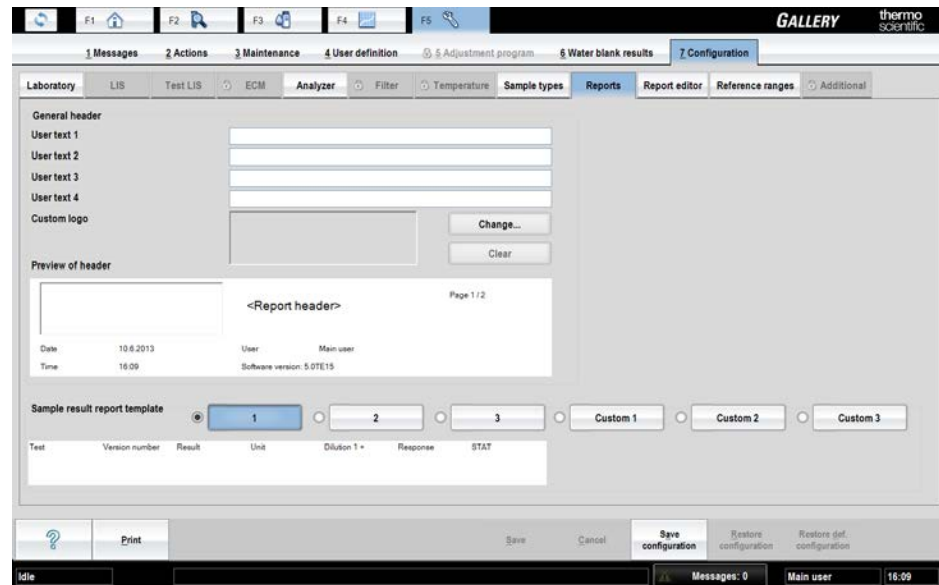 F1 F2 F3 F4 F5 GALLERY thermo scientific
1 Messages 2 Actions 3 Maintenance 4 User definition 5 Adjustment program 6 Water blank results 7 Configuration
Laboratory LIS Test LIS ECM Analyzer Filter Temperature Sample types Reports Report editor Reference ranges Additional
General header
User text 1
User text 2
User text 3
User text 4
Custom logo Change...
Clear
Preview of header
<Report header> Page 1 / 2
Date 10.6.2013 User Main user
Time 16:09 Software version: 5.0TE15
Sample result report template 1 2 3 Custom 1 Custom 2 Custom 3
Test Version number Result Unit Dilution 1 + Response STAT
? Print Save Cancel Save configuration Restore configuration Restore def. configuration
Idle Messages: 0 Main user 16:09